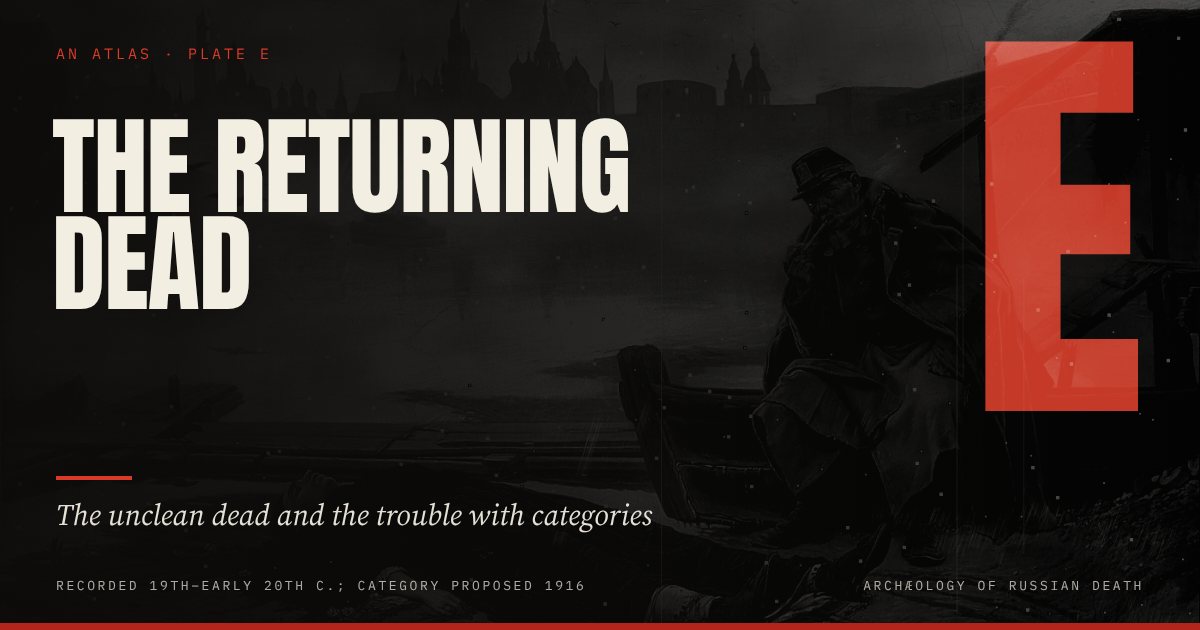 AN ATLAS · PLATE E
E
THE RETURNING
DEAD
The unclean dead and the trouble with categories
RECORDED 19TH–EARLY 20TH C.; CATEGORY PROPOSED 1916
ARCHÆOLOGY OF RUSSIAN DEATH